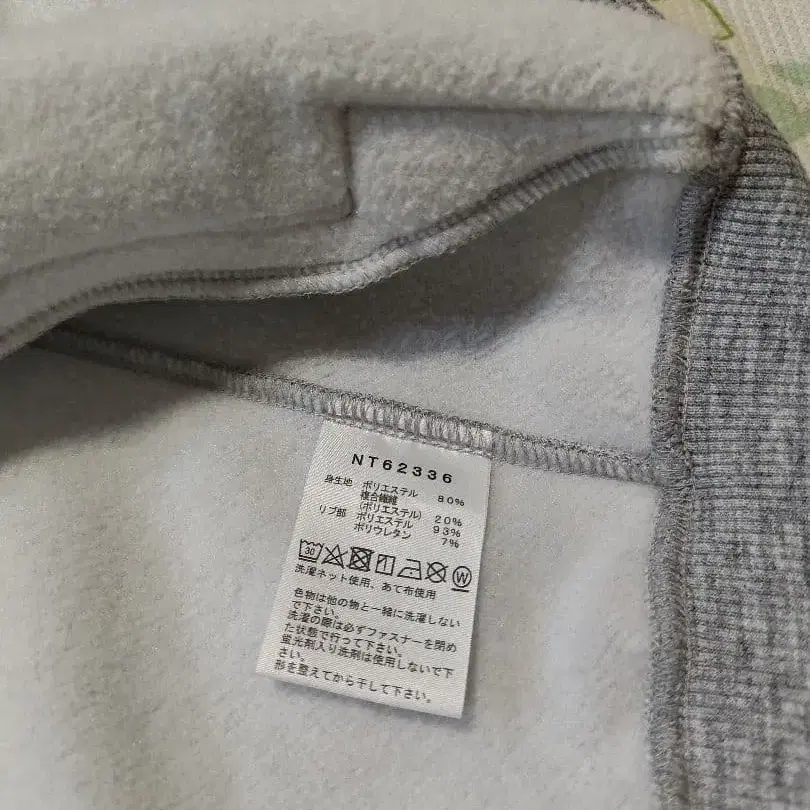 NT62336
身生地 ポリエステル 80%
複合繊維
(ポリエステル) 20%
リブ部 ポリエステル 93%
ポリウレタン 7%
30 W
洗濯ネット使用、あて布使用
色物は他の物と一緒に洗濯しない
で下さい。
洗濯の際は必ずファスナーを閉め
た状態で行って下さい。
蛍光剤入り洗剤は使用しないで下
さい。
形を整えてから干して下さい。